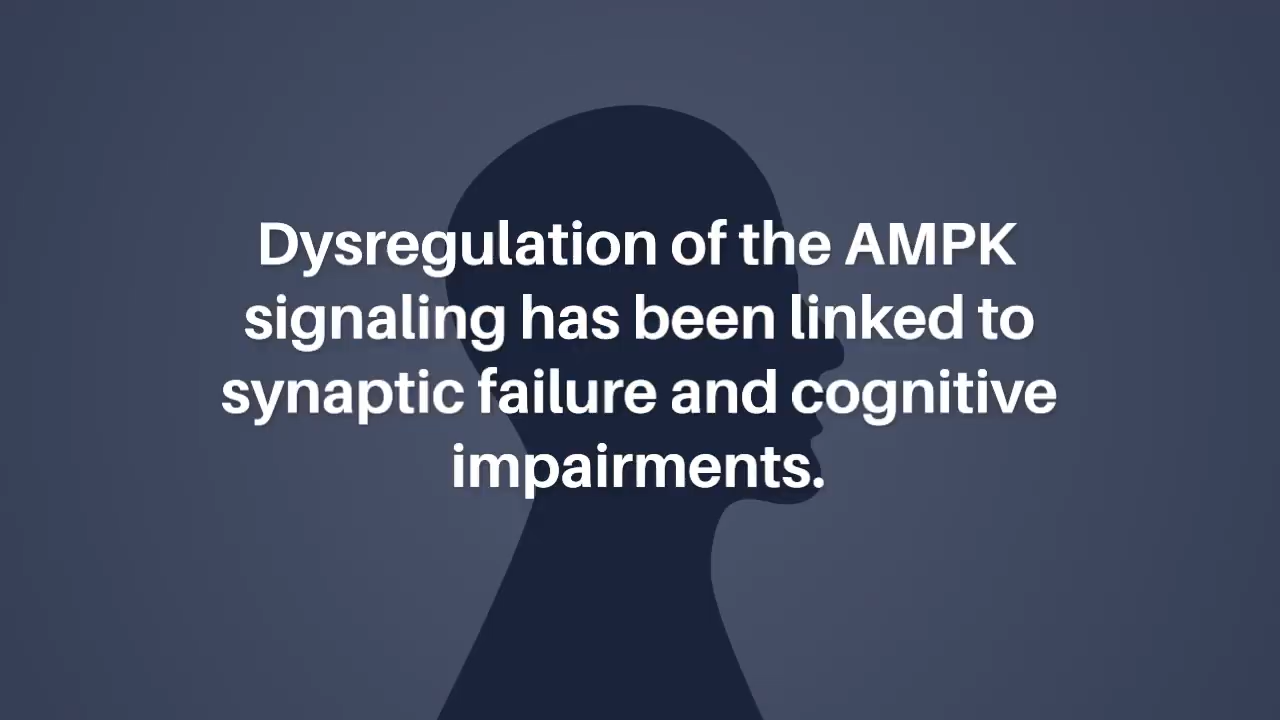 Dysregulation of the AMPK
signaling has been linked to
synaptic failure and cognitive
impairments.